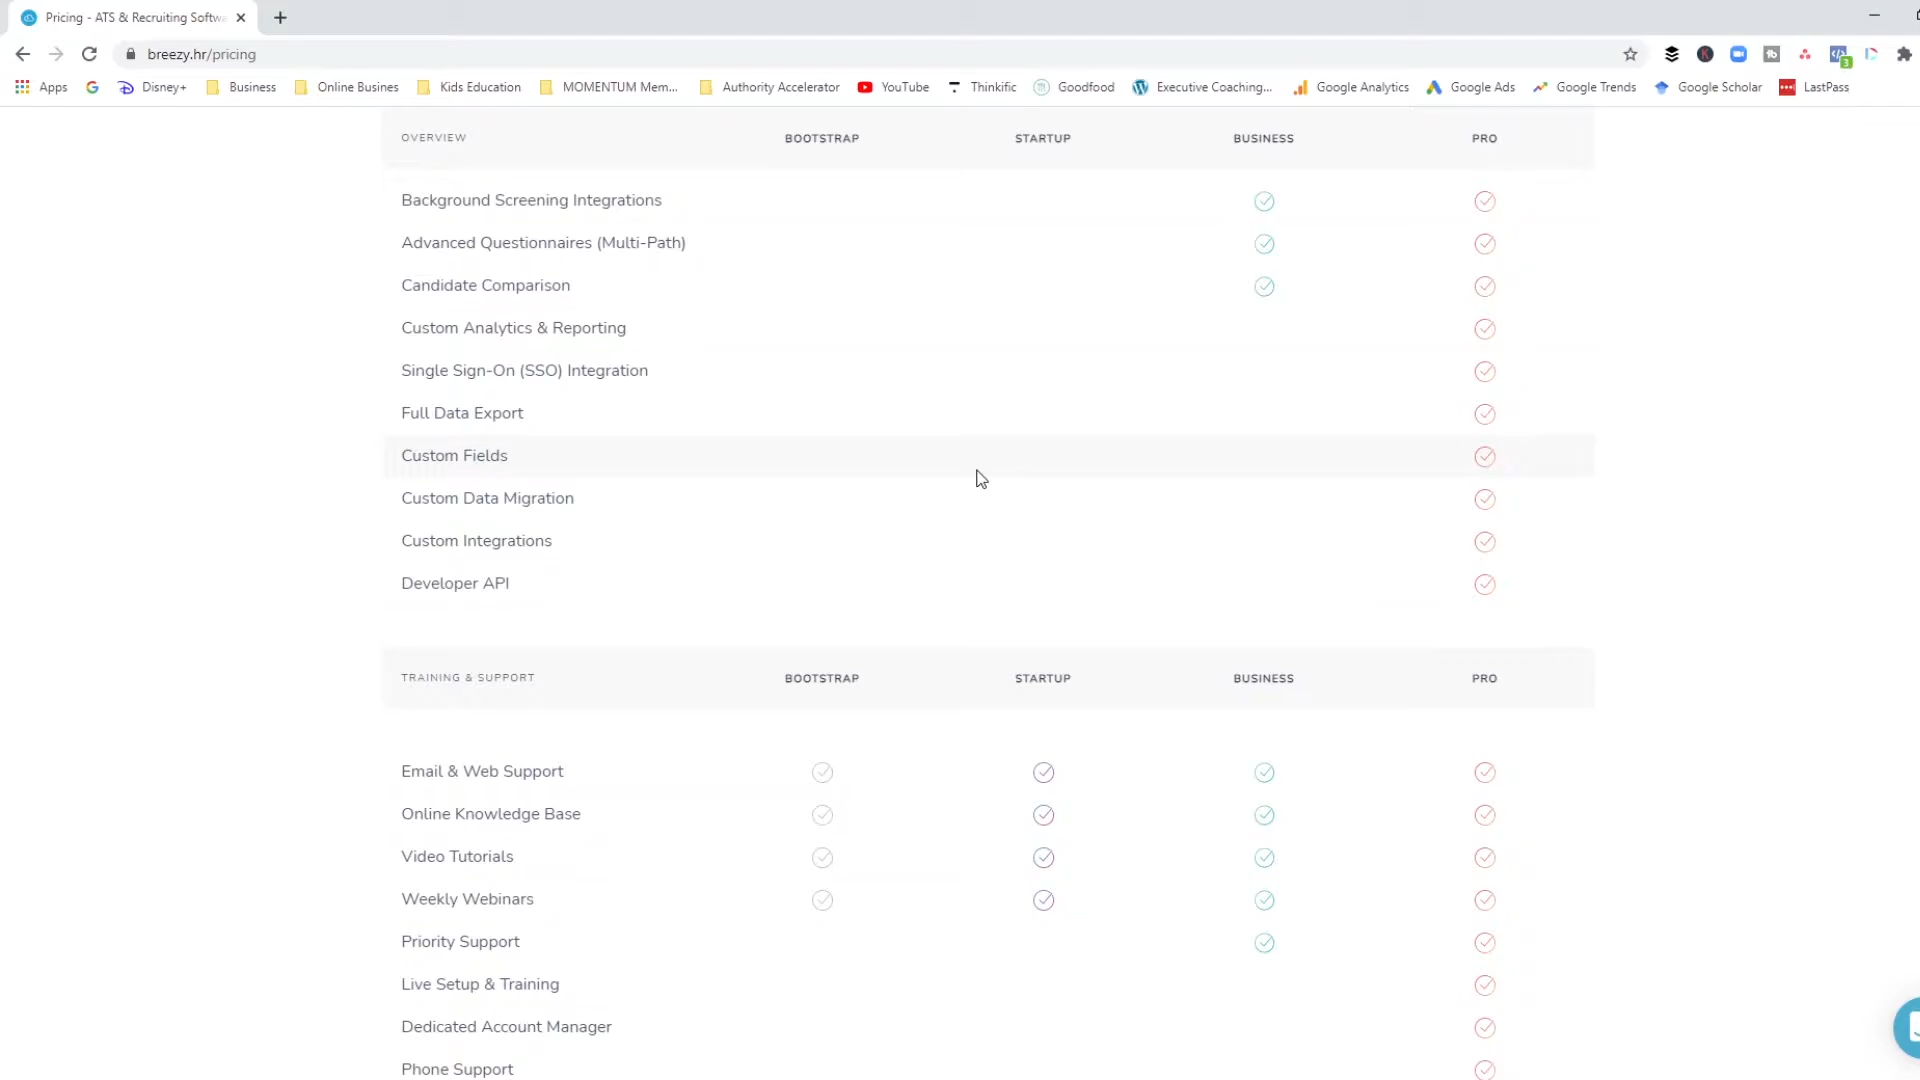 Pricing - ATS & Recruiting Softwa
breezy.hr/pricing
3
Apps Disney+ Business Online Busines Kids Education MOMENTUM Mem... Authority Accelerator YouTube Thinkific Goodfood Executive Coaching... Google Analytics Google Ads Google Trends Google Scholar LastPass
OVERVIEW BOOTSTRAP STARTUP BUSINESS PRO
Background Screening Integrations
Advanced Questionnaires (Multi-Path)
Candidate Comparison
Custom Analytics & Reporting
Single Sign-On (SSO) Integration
Full Data Export
Custom Fields
Custom Data Migration
Custom Integrations
Developer API
TRAINING & SUPPORT BOOTSTRAP STARTUP BUSINESS PRO
Email & Web Support
Online Knowledge Base
Video Tutorials
Weekly Webinars
Priority Support
Live Setup & Training
Dedicated Account Manager
Phone Support